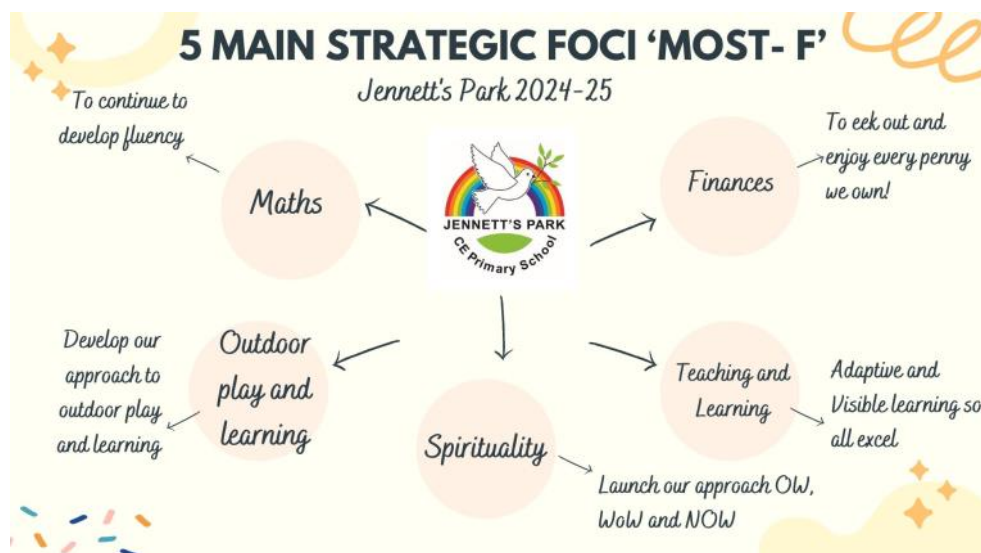 5 MAIN STRATEGIC FOCI ‘MOST- F’
Jennett's Park 2024-25
To continue to
develop fluency
Maths
JENNETT'S PARK
CE Primary School
Finances
To eek out and
enjoy every penny
we own!
Develop our
approach to
outdoor play
and learning
Outdoor
play and
learning
Spirituality
Launch our approach OW,
WoW and NOW
Teaching and
Learning
Adaptive and
Visible learning so
all excel